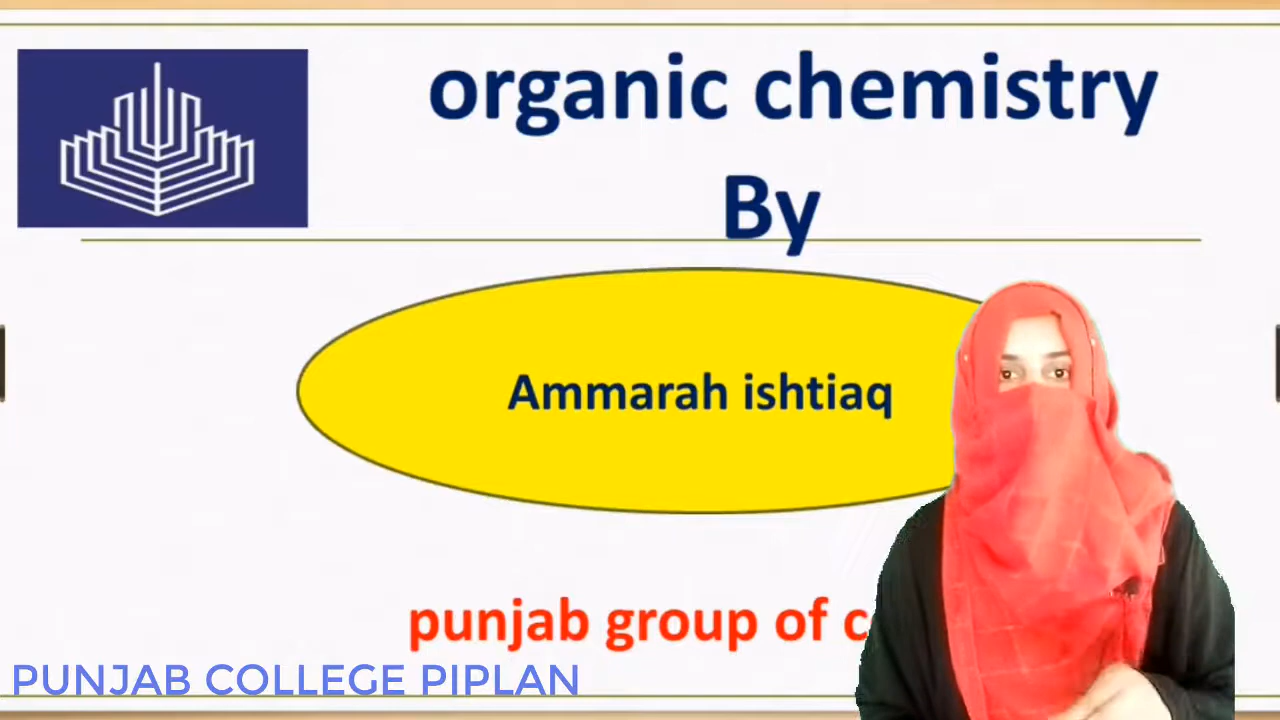 organic chemistry
By
Ammarah ishtiaq
punjab group of
PUNJAB COLLEGE PIPLAN